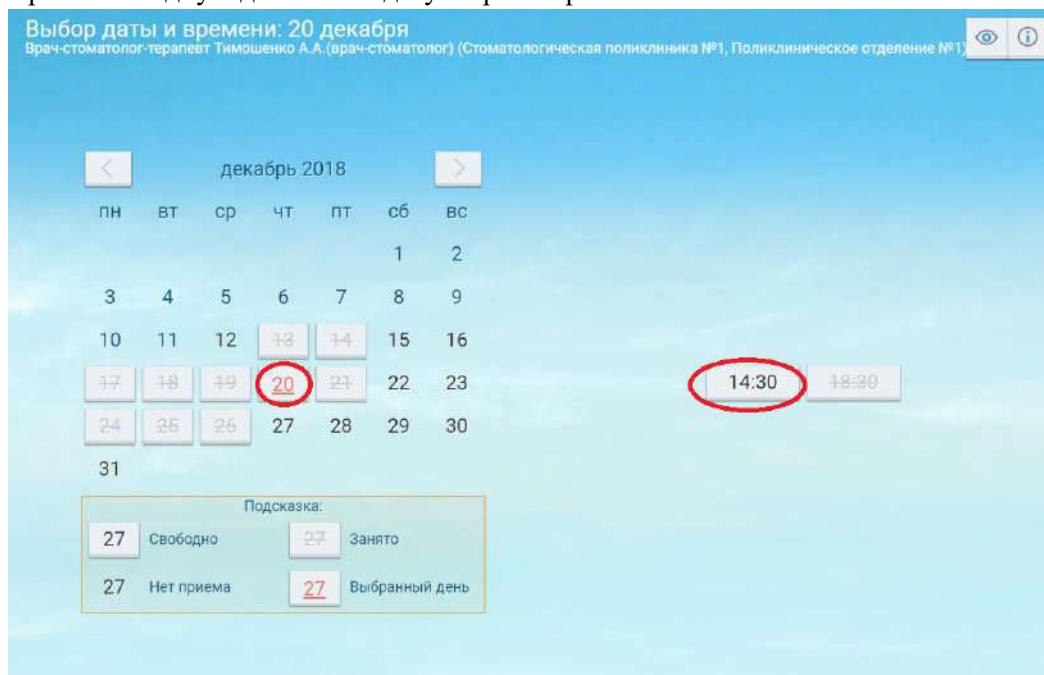 Выбор даты и времени: 20 декабря
Врач-стоматолог-терапевт Тимошенко А.А.(врач-стоматолог) (Стоматологическая поликлиника №1, Поликлиническое отделение №1)
декабрь 2018
пн вт ср чт пт сб вс
1 2
3 4 5 6 7 8 9
10 11 12 13 14 15 16
17 18 19 20 21 22 23
14:30 18:30
24 25 26 27 28 29 30
31
Подсказка:
27 Свободно 27 Занято
27 Нет приема 27 Выбранный день